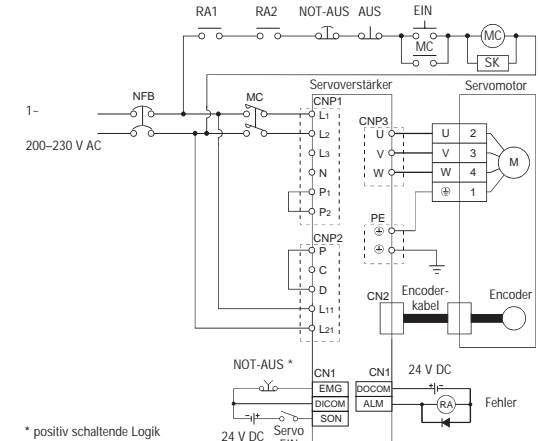 RA1 RA2 NOT-AUS AUS EIN
MC
MC
SK
Servoverstärker
Servomotor
NFB
MC
1~
200–230 V AC
CNP1
L1
L2
L3
N
P1
P2
CNP3
U
V
W
U 2
V 3
W 4
1
M
PE
CNP2
P
C
D
L11
L21
CN2
Encoder-
kabel
Encoder
NOT-AUS *
CN1
EMG
DICOM
SON
CN1
DOCOM
ALM
24 V DC
- +
+ -
RA
Fehler
* positiv schaltende Logik
24 V DC
Servo
EIN